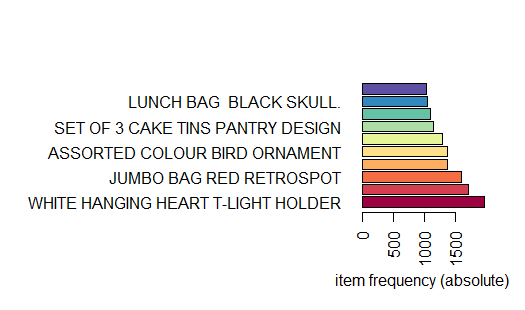 LUNCH BAG  BLACK SKULL.
SET OF 3 CAKE TINS PANTRY DESIGN
ASSORTED COLOUR BIRD ORNAMENT
JUMBO BAG RED RETROSPOT
WHITE HANGING HEART T-LIGHT HOLDER
0
500
1000
1500
item frequency (absolute)